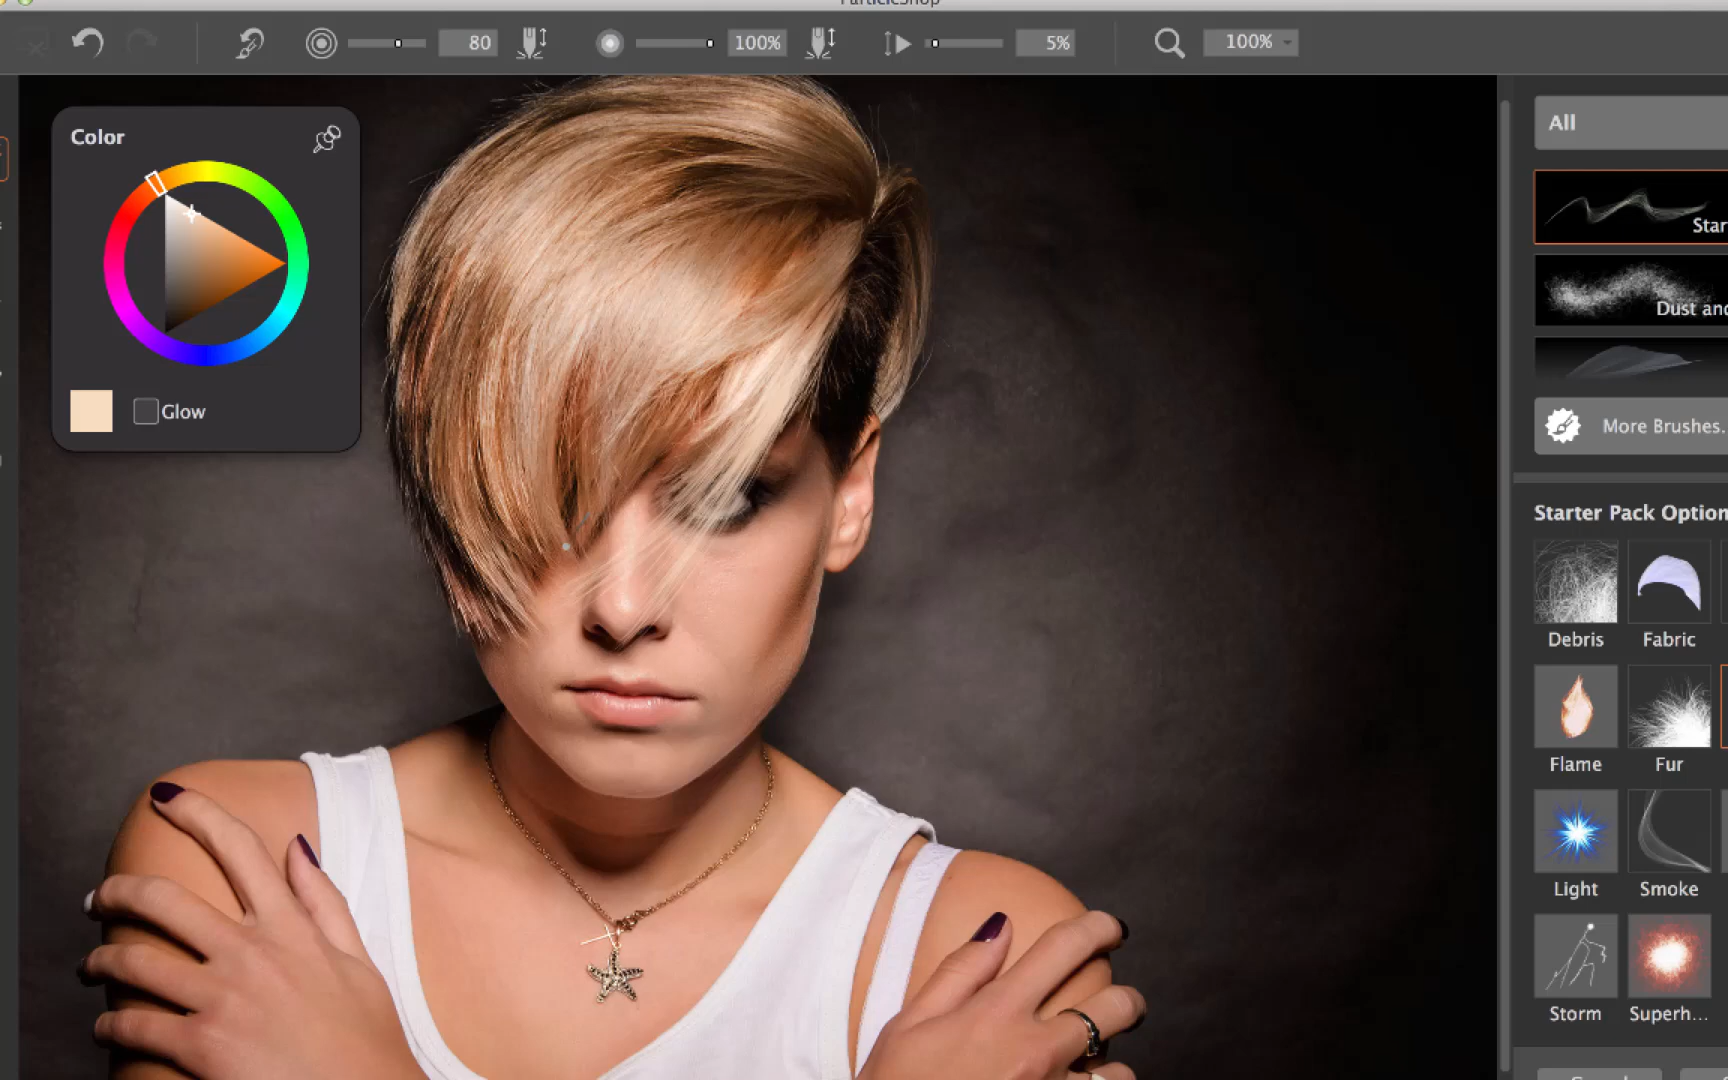 ParticleShop
80
100%
5%
100%
Color
Glow
All
Star
Dust and
More Brushes.
Starter Pack Option
Debris
Fabric
Flame
Fur
Light
Smoke
Storm
Superh...